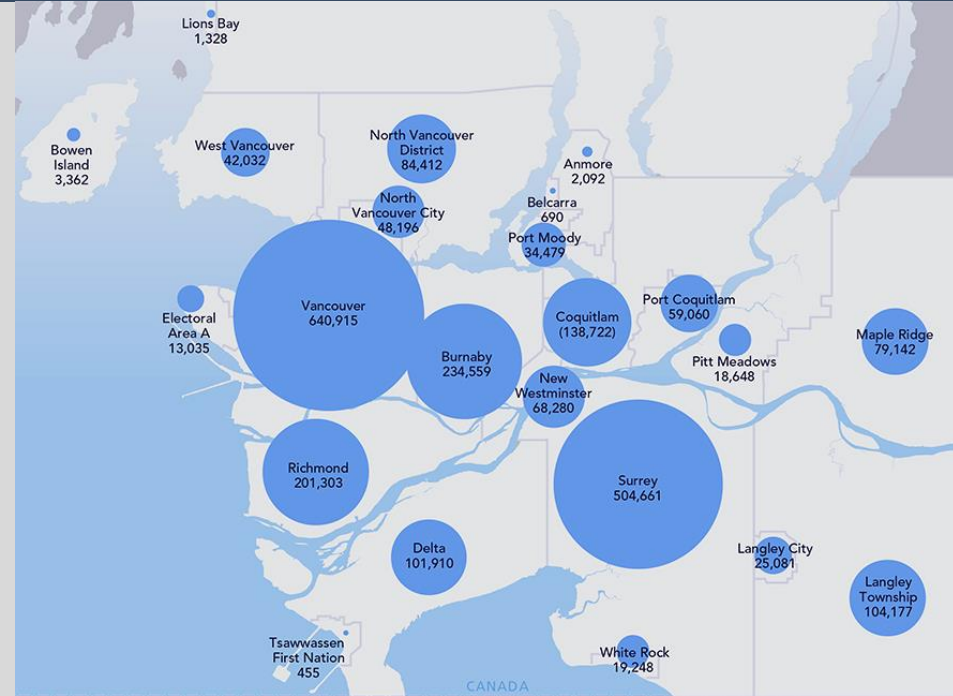 Lions Bay
1,328
Bowen
Island
3,362
West Vancouver
42,032
North Vancouver
District
84,412
North
Vancouver City
48,196
Anmore
2,092
Belcarra
690
Port Moody
34,479
Electoral
Area A
13,035
Vancouver
640,915
Burnaby
234,559
Coquitlam
(138,722)
Port Coquitlam
59,060
Pitt Meadows
18,648
Maple Ridge
79,142
New
Westminster
68,280
Richmond
201,303
Surrey
504,661
Delta
101,910
Langley City
25,081
Langley
Township
104,177
Tsawwassen
First Nation
455
White Rock
19,248
CANADA